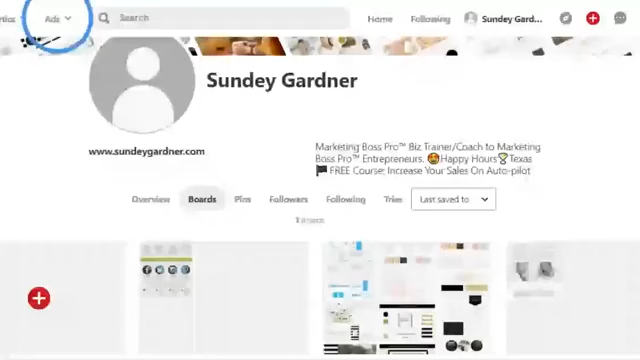 Ads
Search
Home
Following
Sundey Gard...
Sundey Gardner
www.sundeygardner.com
Marketing Boss Pro™ Biz Trainer/Coach to Marketing
Boss Pro™ Entrepreneurs. 🤩Happy Hours🍸Texas
🏴 FREE Course: Increase Your Sales On Auto-pilot
Overview
Boards
Pins
Followers
Following
Tries
Last saved to